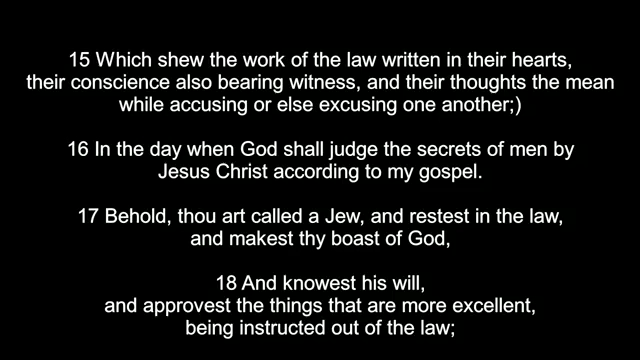 15 Which shew the work of the law written in their hearts,
their conscience also bearing witness, and their thoughts the mean
while accusing or else excusing one another;)
16 In the day when God shall judge the secrets of men by
Jesus Christ according to my gospel.
17 Behold, thou art called a Jew, and restest in the law,
and makest thy boast of God,
18 And knowest his will,
and approvest the things that are more excellent,
being instructed out of the law;